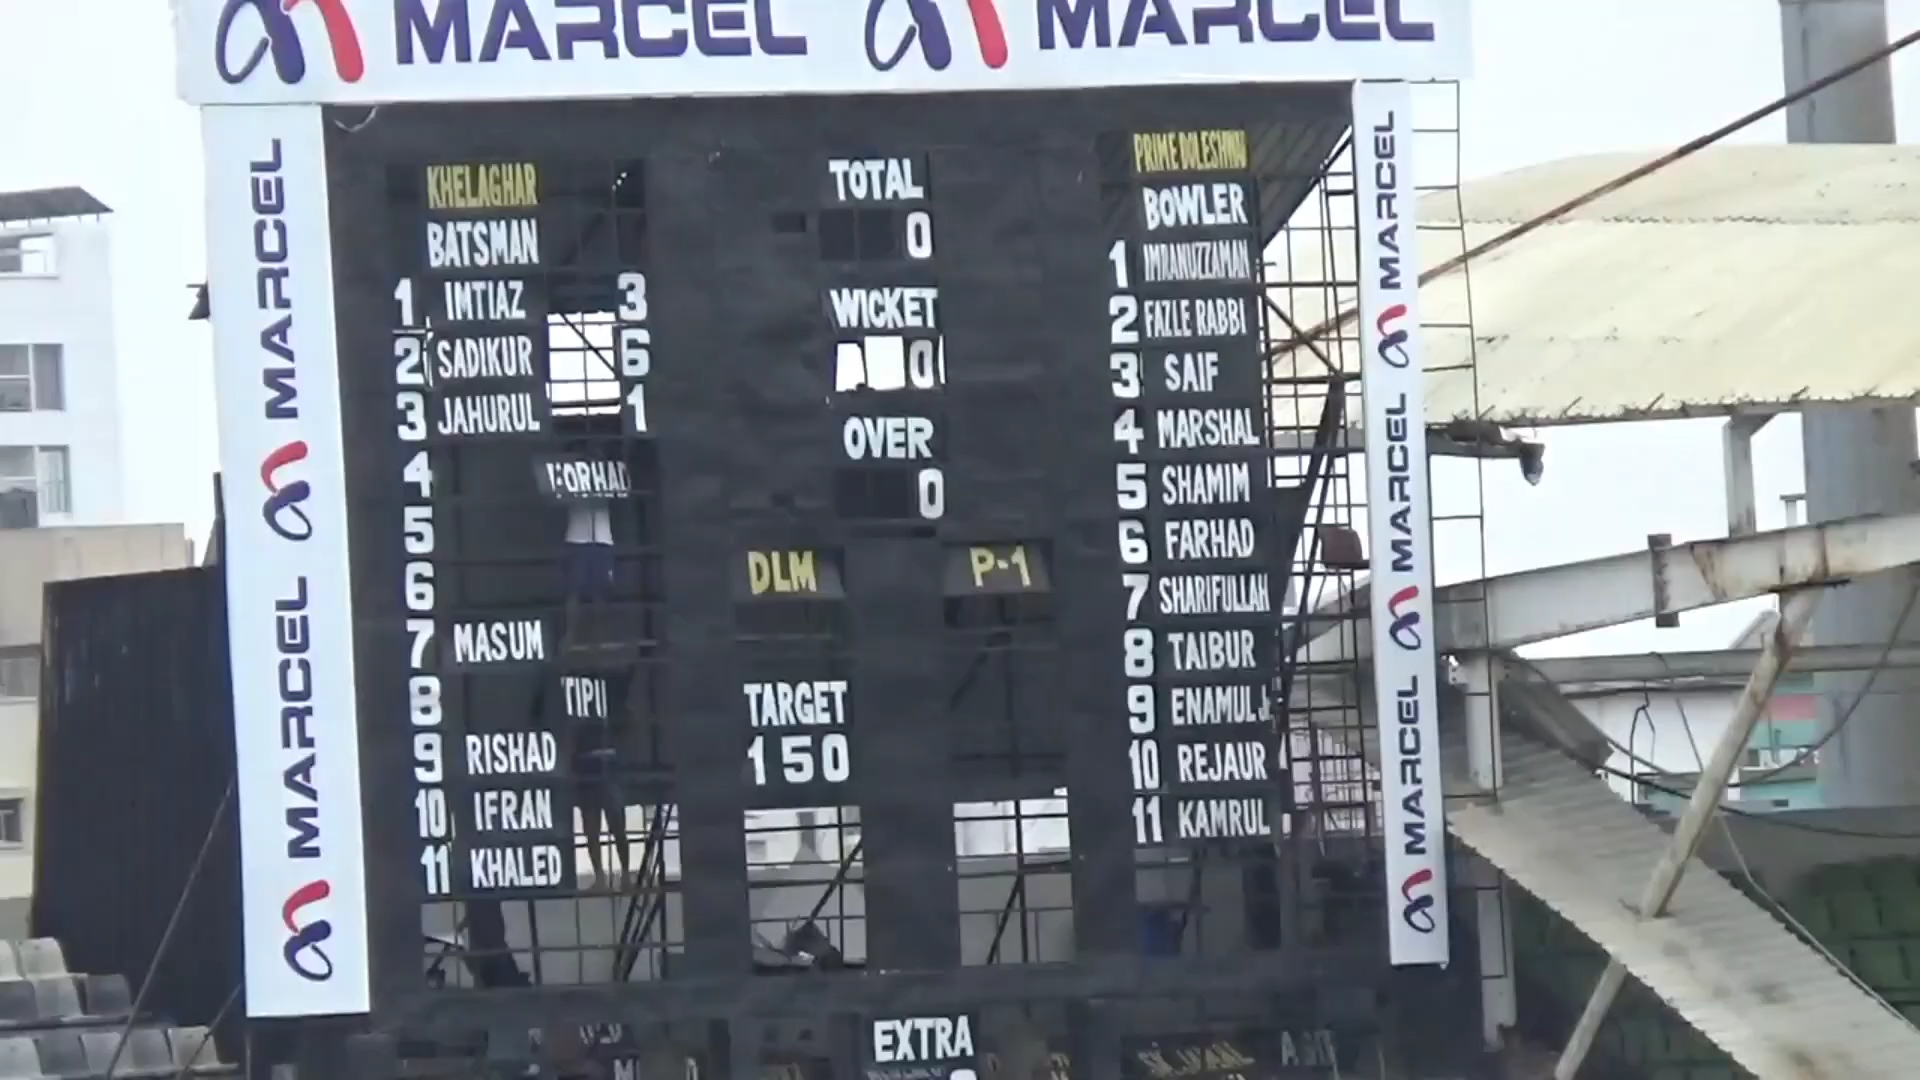 MARCEL MARCEL
MARCEL MARCEL MARCEL
KHELAGHAR
BATSMAN
1 IMTIAZ 3
2 SADIKUR 6
3 JAHURUL 1
4
5
6
7 MASUM
8 TIPU
9 RISHAD
10 IFRAN
11 KHALED
TOTAL
0
WICKET
0
OVER
0
DLM P-1
TARGET
150
EXTRA
PRIME DOLESHWAR
BOWLER
1 IMRANUZZAMAN
2 FAZLE RABBI
3 SAIF
4 MARSHAL
5 SHAMIM
6 FARHAD
7 SHARIFULLAH
8 TAIBUR
9 ENAMUL Jr
10 REJAUR
11 KAMRUL
MARCEL MARCEL MARCEL